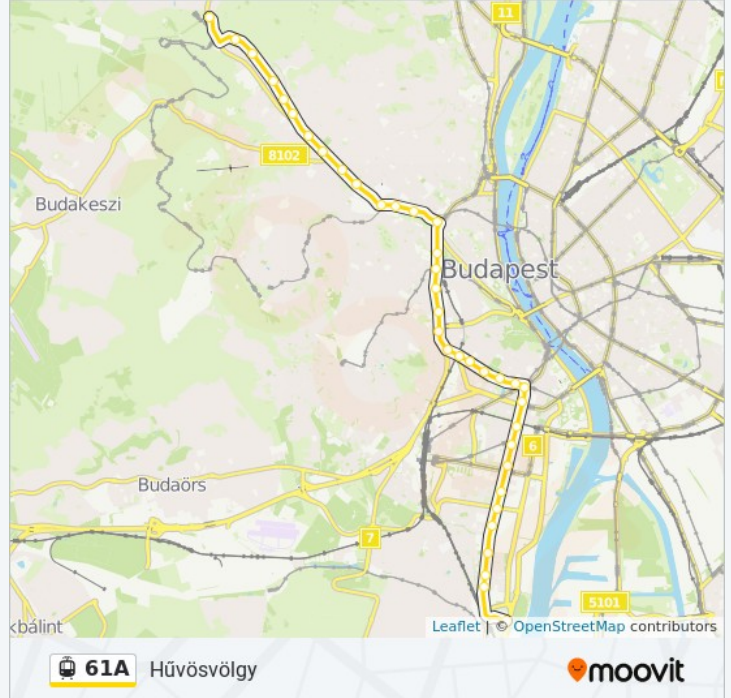 11
8102
Budakeszi
Budapest
6
Budaörs
7
5101
kbálint
Leaflet | © OpenStreetMap contributors
61A Hűvösvölgy
moovit